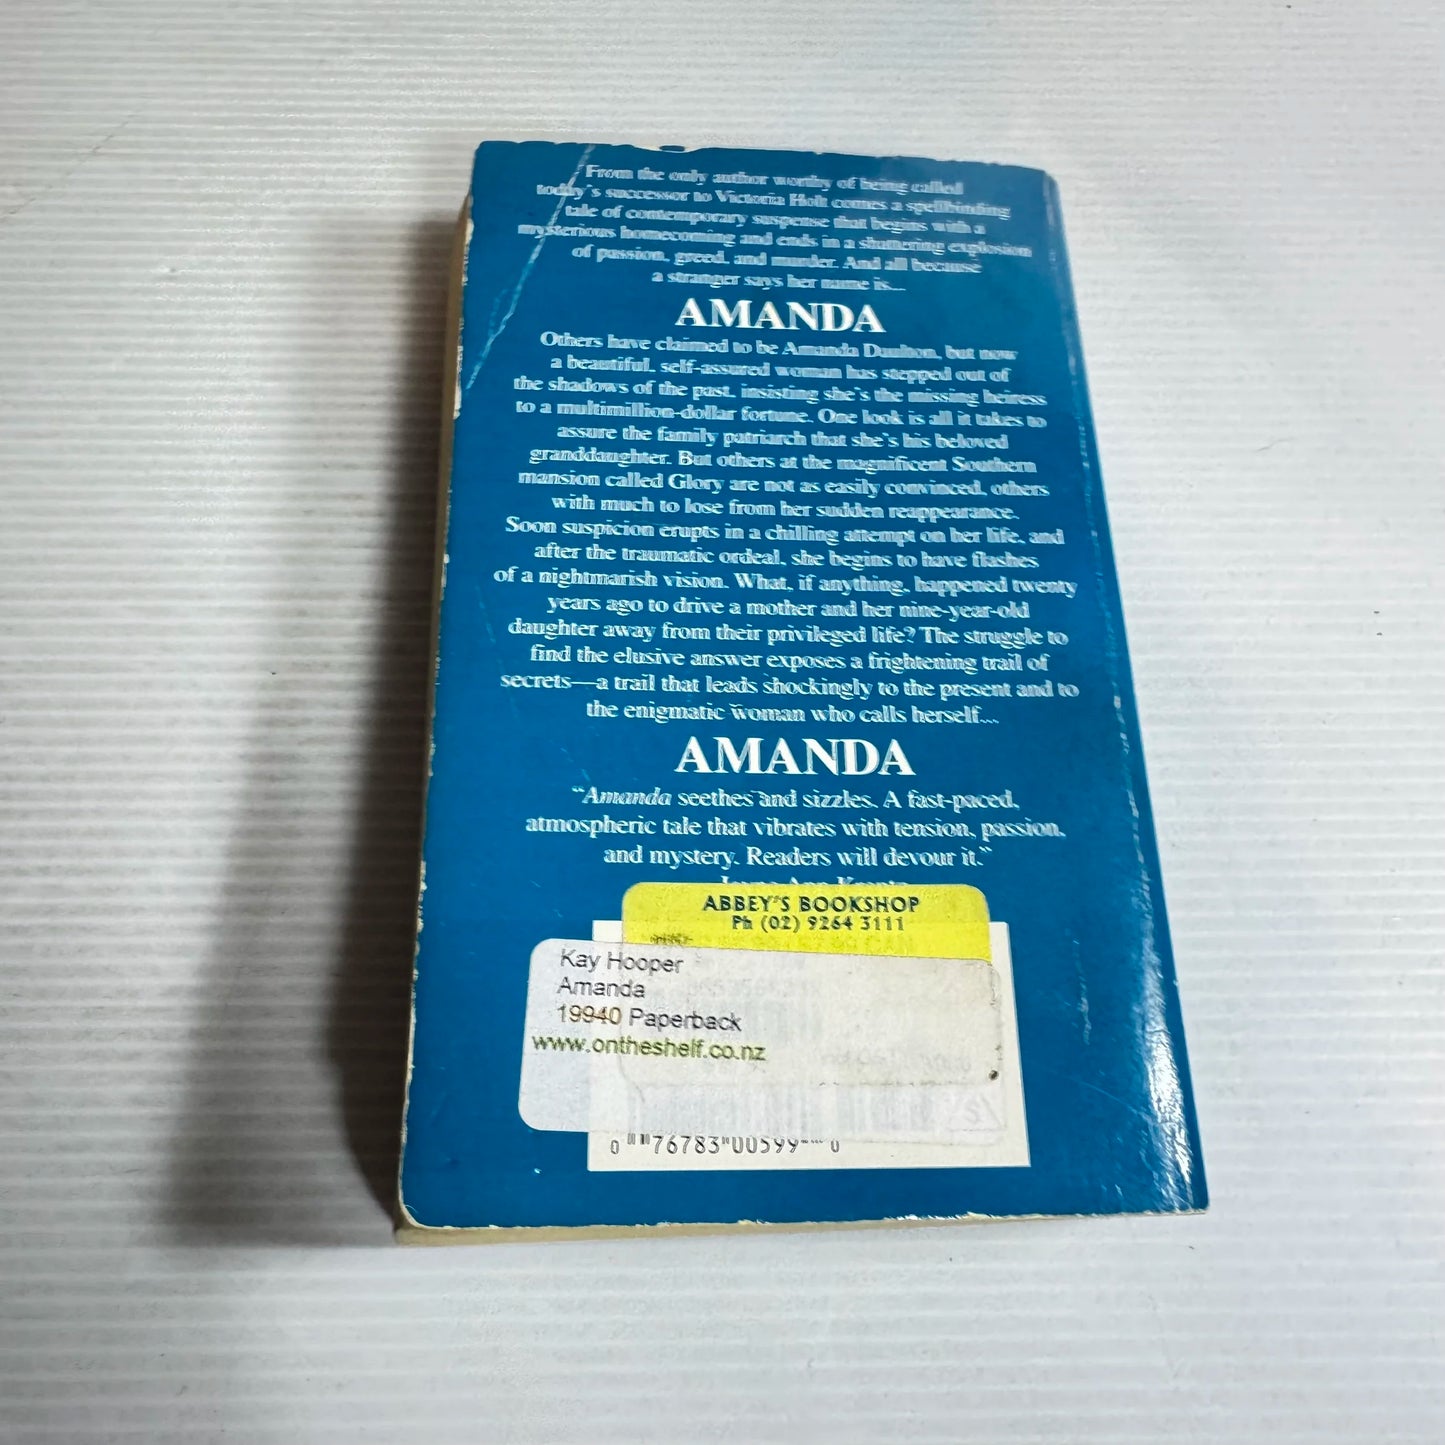 From the only author worthy of being called
today's successor to Victoria Holt comes a spellbinding
tale of contemporary suspense that begins with a
mysterious homecoming and ends in a shattering explosion
of passion, greed, and murder. And all because
a stranger says her name is...
AMANDA
Others have claimed to be Amanda Daulton, but now
a beautiful, self-assured woman has stepped out of
the shadows of the past, insisting she's the missing heiress
to a multimillion-dollar fortune. One look is all it takes to
assure the family patriarch that she's his beloved
granddaughter. But others at the magnificent Southern
mansion called Glory are not as easily convinced, others
with much to lose from her sudden reappearance.
Soon suspicion erupts in a chilling attempt on her life, and
after the traumatic ordeal, she begins to have flashes
of a nightmarish vision. What, if anything, happened twenty
years ago to drive a mother and her nine-year-old
daughter away from their privileged life? The struggle to
find the elusive answer exposes a frightening trail of
secrets—a trail that leads shockingly to the present and to
the enigmatic woman who calls herself...
AMANDA
"Amanda seethes and sizzles. A fast-paced,
atmospheric tale that vibrates with tension, passion,
and mystery. Readers will devour it."
ABBEY'S BOOKSHOP
Ph (02) 9264 3111
Kay Hooper
Amanda
19940 Paperback
www.ontheshelf.co.nz
0 76783 00599 0